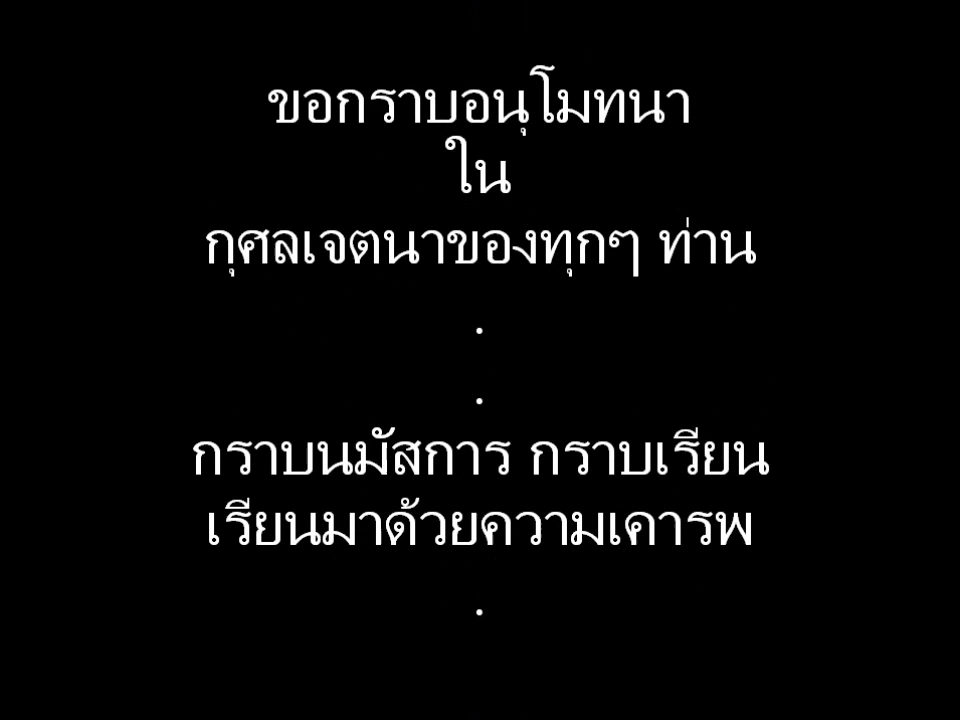 ขอกราบอนุโมทนา
ใน
กุศลเจตนาของทุกๆ ท่าน
.
.
กราบนมัสการ กราบเรียน
เรียนมาด้วยความเคารพ
.